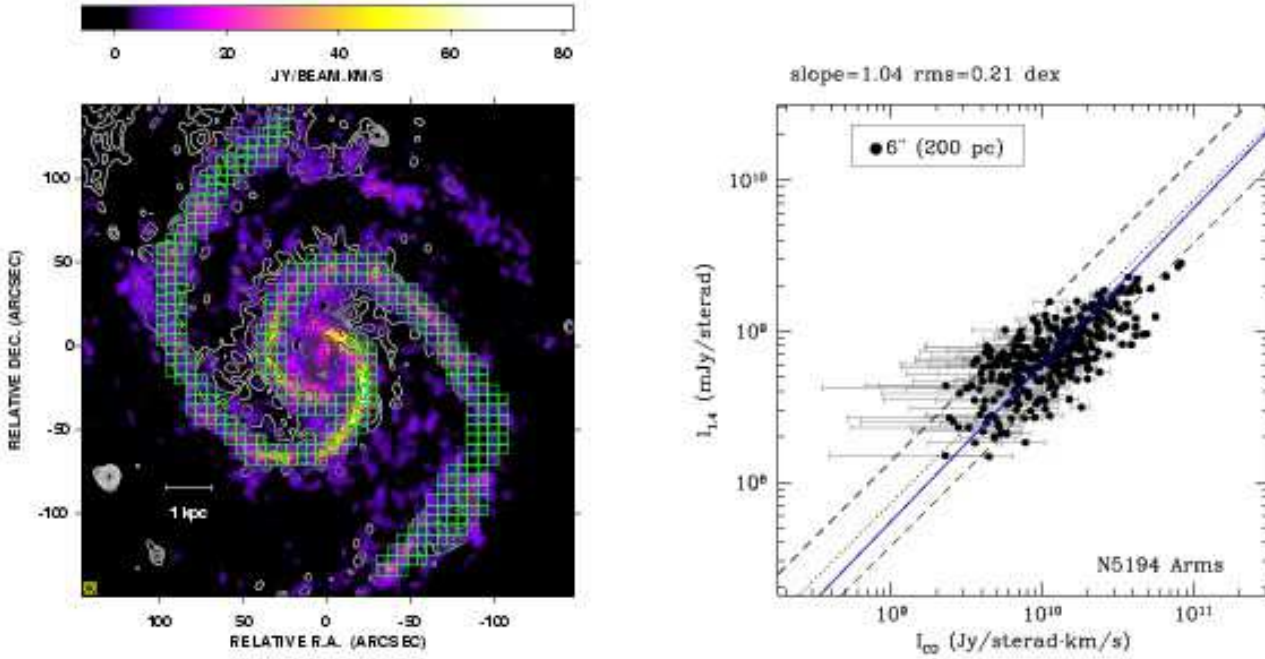 0 20 40 60 80
JY/BEAM.KM/S
RELATIVE DEC. (ARCSEC)
100
50
0
-50
-100
1 kpc
100 50 0 -50 -100
RELATIVE R.A. (ARCSEC)
slope=1.04 rms=0.21 dex
● 6" (200 pc)
I₁.₄ (mJy/sterad)
10¹⁰
10⁸
10⁶
N5194 Arms
10⁹ 10¹⁰ 10¹¹
I_CO (Jy/sterad·km/s)